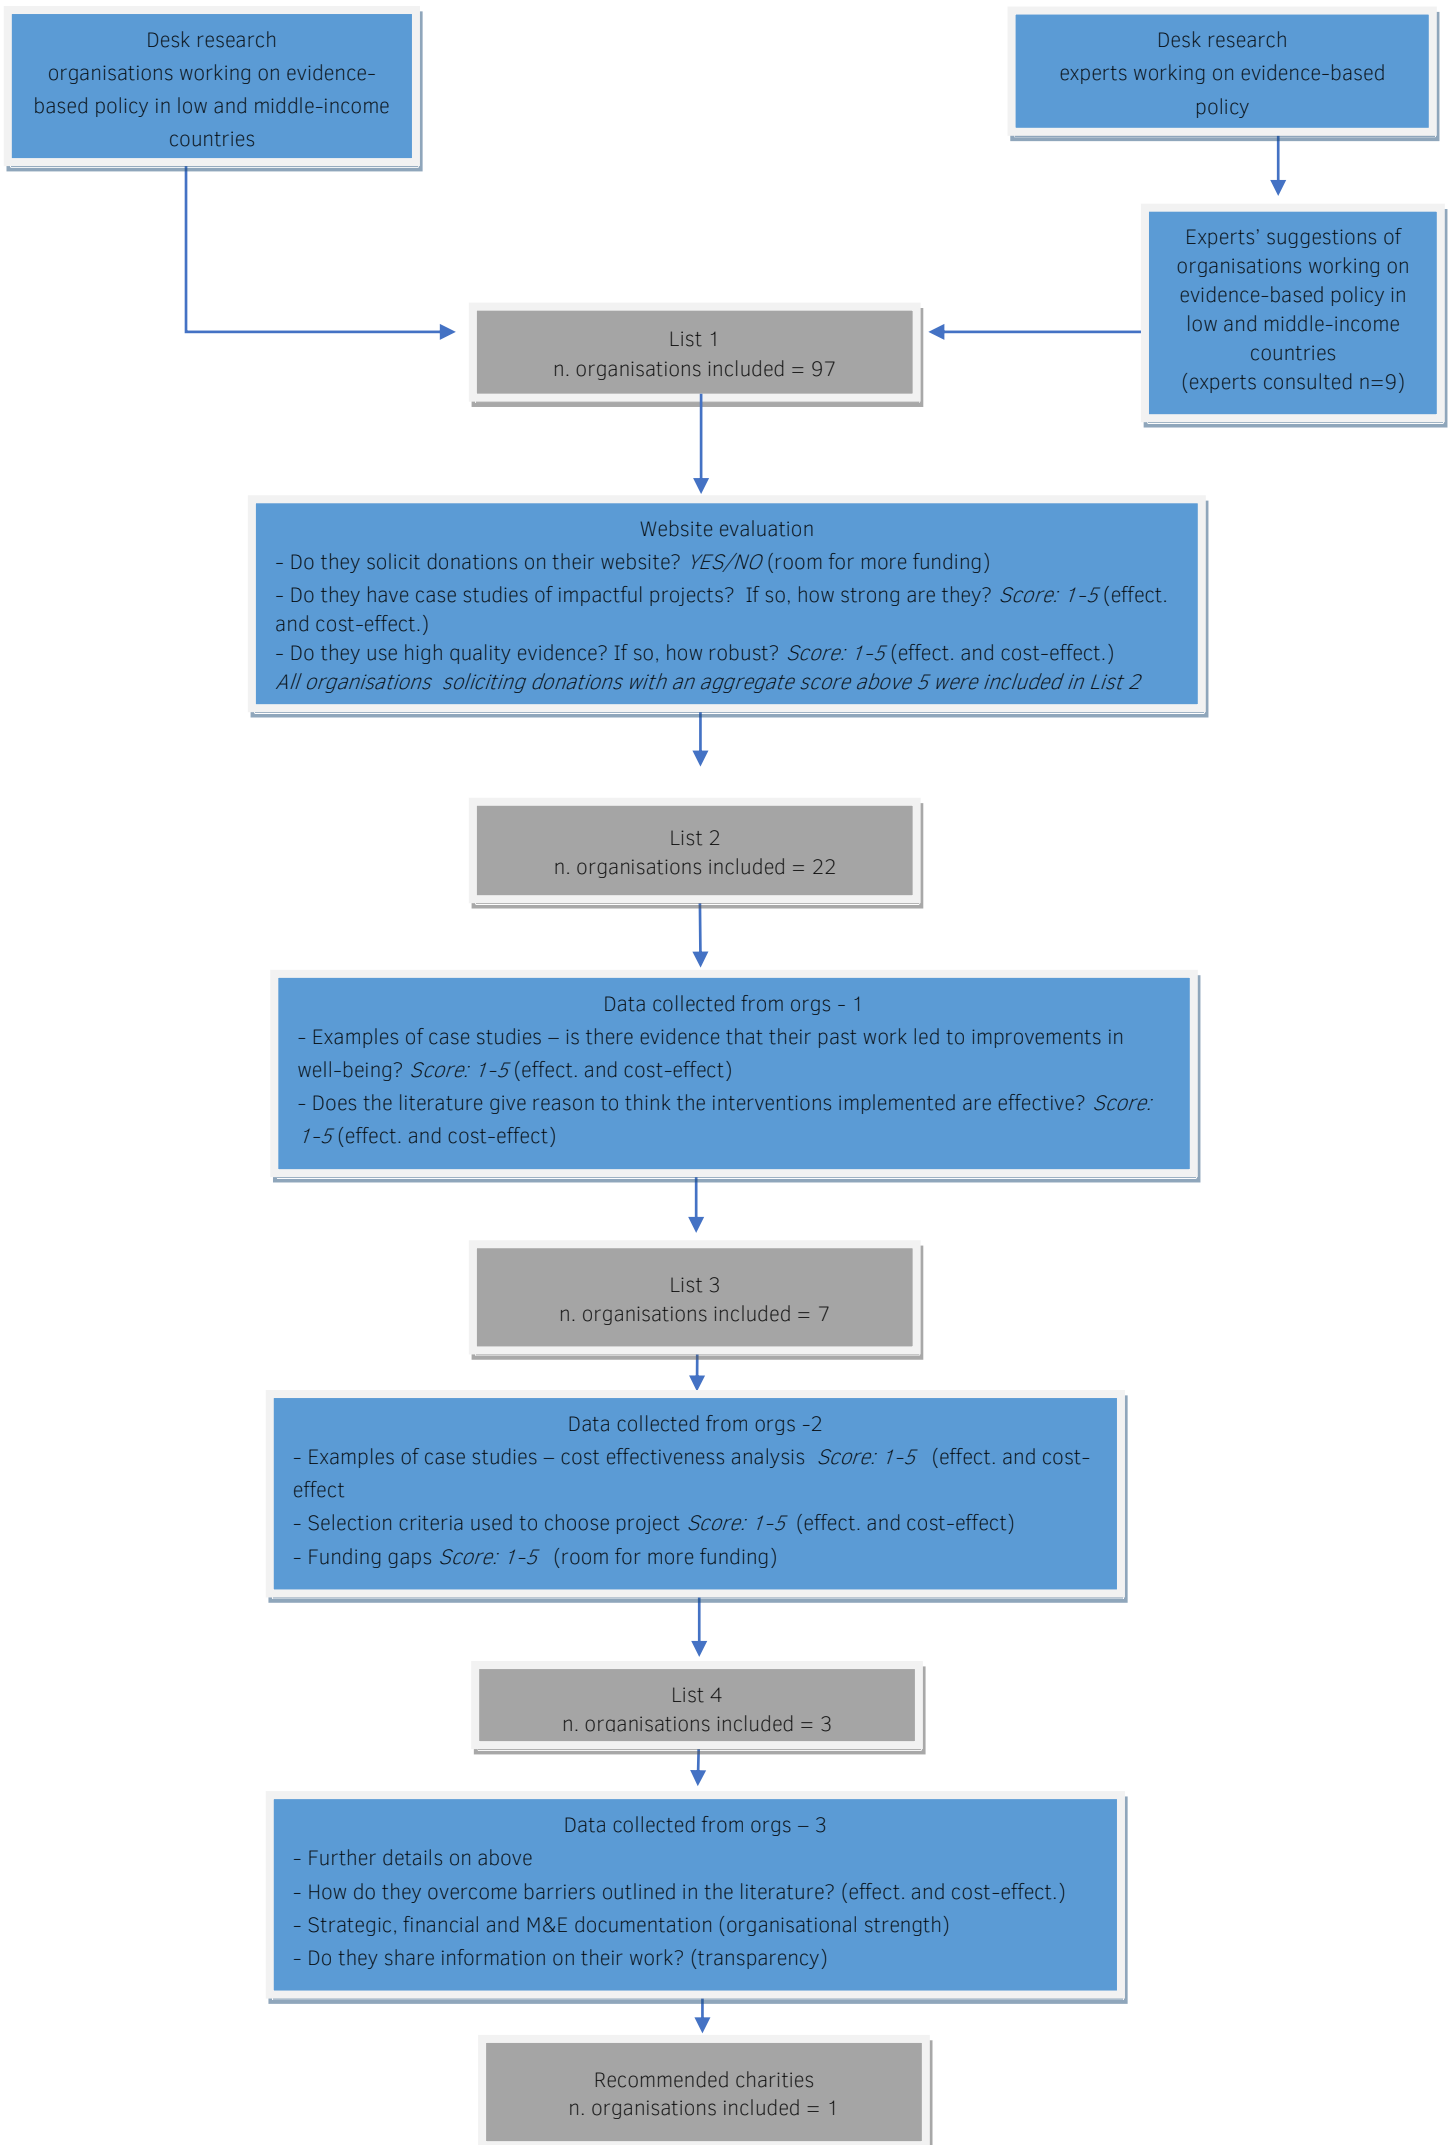 Desk research
organisations working on evidence-
based policy in low and middle-income
countries
Desk research
experts working on evidence-based
policy
Experts' suggestions of
organisations working on
evidence-based policy in
low and middle-income
countries
(experts consulted n=9)
List 1
n. organisations included = 97
Website evaluation
- Do they solicit donations on their website? YES/NO (room for more funding)
- Do they have case studies of impactful projects? If so, how strong are they? Score: 1-5 (effect.
and cost-effect.)
- Do they use high quality evidence? If so, how robust? Score: 1-5 (effect. and cost-effect.)
All organisations soliciting donations with an aggregate score above 5 were included in List 2
List 2
n. organisations included = 22
Data collected from orgs - 1
- Examples of case studies – is there evidence that their past work led to improvements in
well-being? Score: 1-5 (effect. and cost-effect)
- Does the literature give reason to think the interventions implemented are effective? Score:
1-5 (effect. and cost-effect)
List 3
n. organisations included = 7
Data collected from orgs -2
- Examples of case studies – cost effectiveness analysis Score: 1-5 (effect. and cost-
effect
- Selection criteria used to choose project Score: 1-5 (effect. and cost-effect)
- Funding gaps Score: 1-5 (room for more funding)
List 4
n. organisations included = 3
Data collected from orgs – 3
- Further details on above
- How do they overcome barriers outlined in the literature? (effect. and cost-effect.)
- Strategic, financial and M&E documentation (organisational strength)
- Do they share information on their work? (transparency)
Recommended charities
n. organisations included = 1